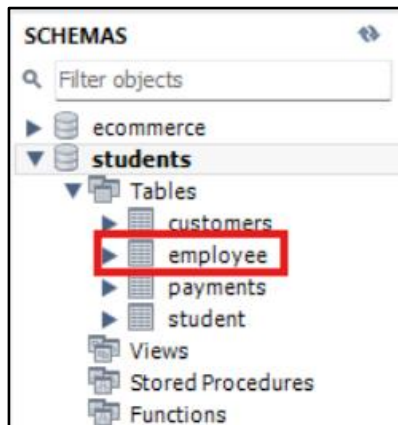 SCHEMAS
Filter objects
ecommerce
students
Tables
customers
employee
payments
student
Views
Stored Procedures
Functions